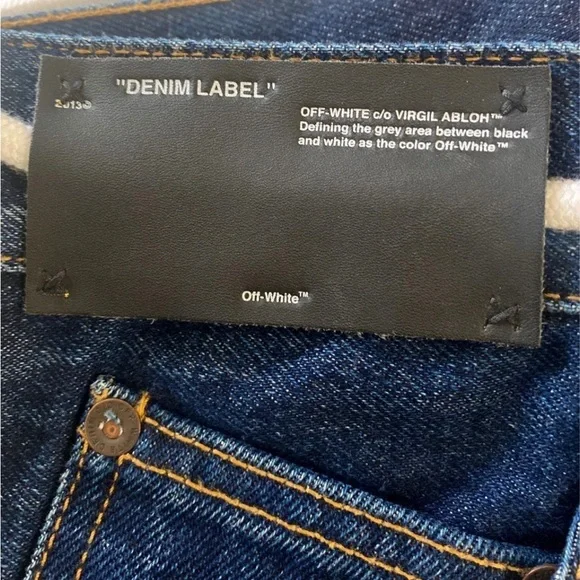 "DENIM LABEL"
2013©
OFF-WHITE c/o VIRGIL ABLOH™
Defining the grey area between black
and white as the color Off-White™
Off-White™